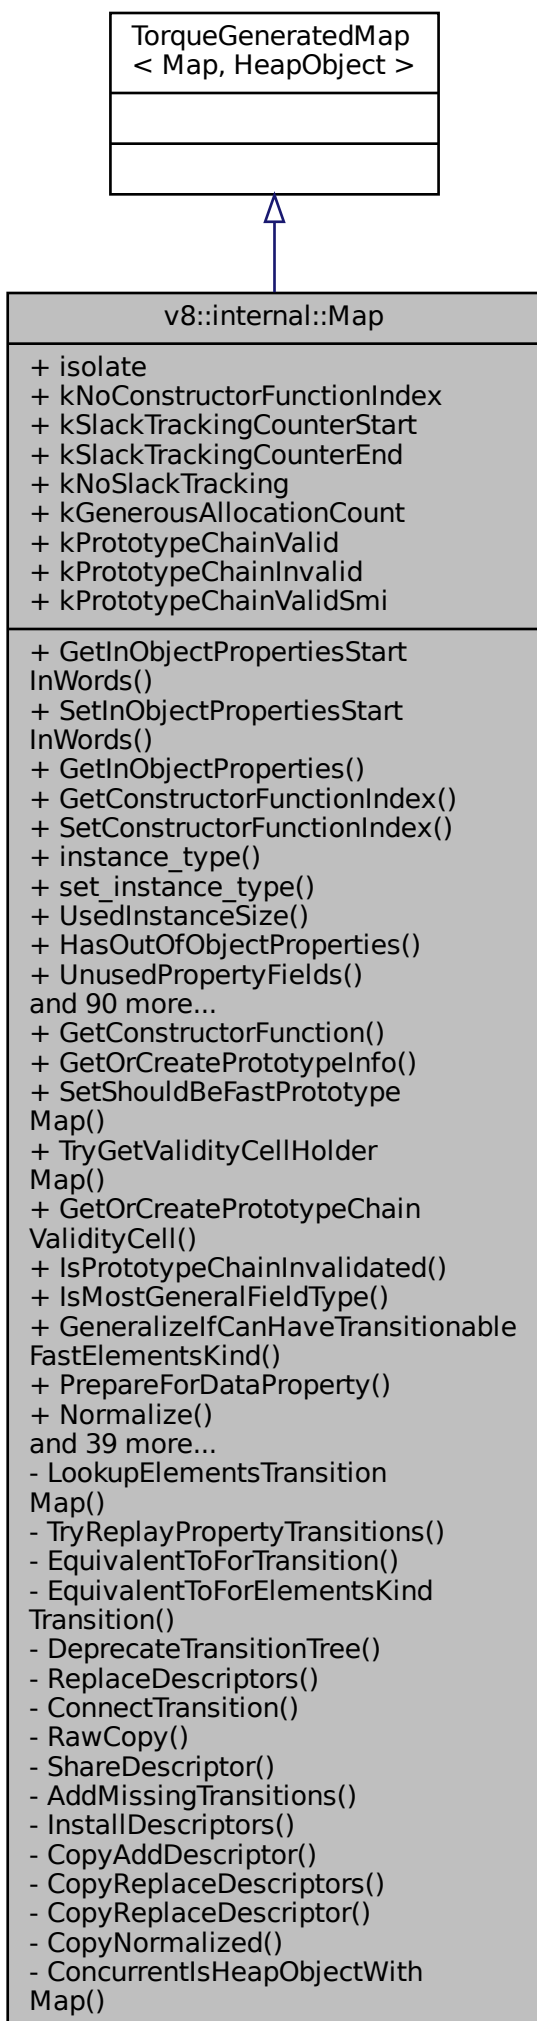 TorqueGeneratedMap
< Map, HeapObject >
v8::internal::Map
+ isolate
+ kNoConstructorFunctionIndex
+ kSlackTrackingCounterStart
+ kSlackTrackingCounterEnd
+ kNoSlackTracking
+ kGenerousAllocationCount
+ kPrototypeChainValid
+ kPrototypeChainInvalid
+ kPrototypeChainValidSmi
+ GetInObjectPropertiesStart
InWords()
+ SetInObjectPropertiesStart
InWords()
+ GetInObjectProperties()
+ GetConstructorFunctionIndex()
+ SetConstructorFunctionIndex()
+ instance_type()
+ set_instance_type()
+ UsedInstanceSize()
+ HasOutOfObjectProperties()
+ UnusedPropertyFields()
and 90 more...
+ GetConstructorFunction()
+ GetOrCreatePrototypeInfo()
+ SetShouldBeFastPrototype
Map()
+ TryGetValidityCellHolder
Map()
+ GetOrCreatePrototypeChain
ValidityCell()
+ IsPrototypeChainInvalidated()
+ IsMostGeneralFieldType()
+ GeneralizeIfCanHaveTransitionable
FastElementsKind()
+ PrepareForDataProperty()
+ Normalize()
and 39 more...
- LookupElementsTransition
Map()
- TryReplayPropertyTransitions()
- EquivalentToForTransition()
- EquivalentToForElementsKind
Transition()
- DeprecateTransitionTree()
- ReplaceDescriptors()
- ConnectTransition()
- RawCopy()
- ShareDescriptor()
- AddMissingTransitions()
- InstallDescriptors()
- CopyAddDescriptor()
- CopyReplaceDescriptors()
- CopyReplaceDescriptor()
- CopyNormalized()
- ConcurrentIsHeapObjectWith
Map()